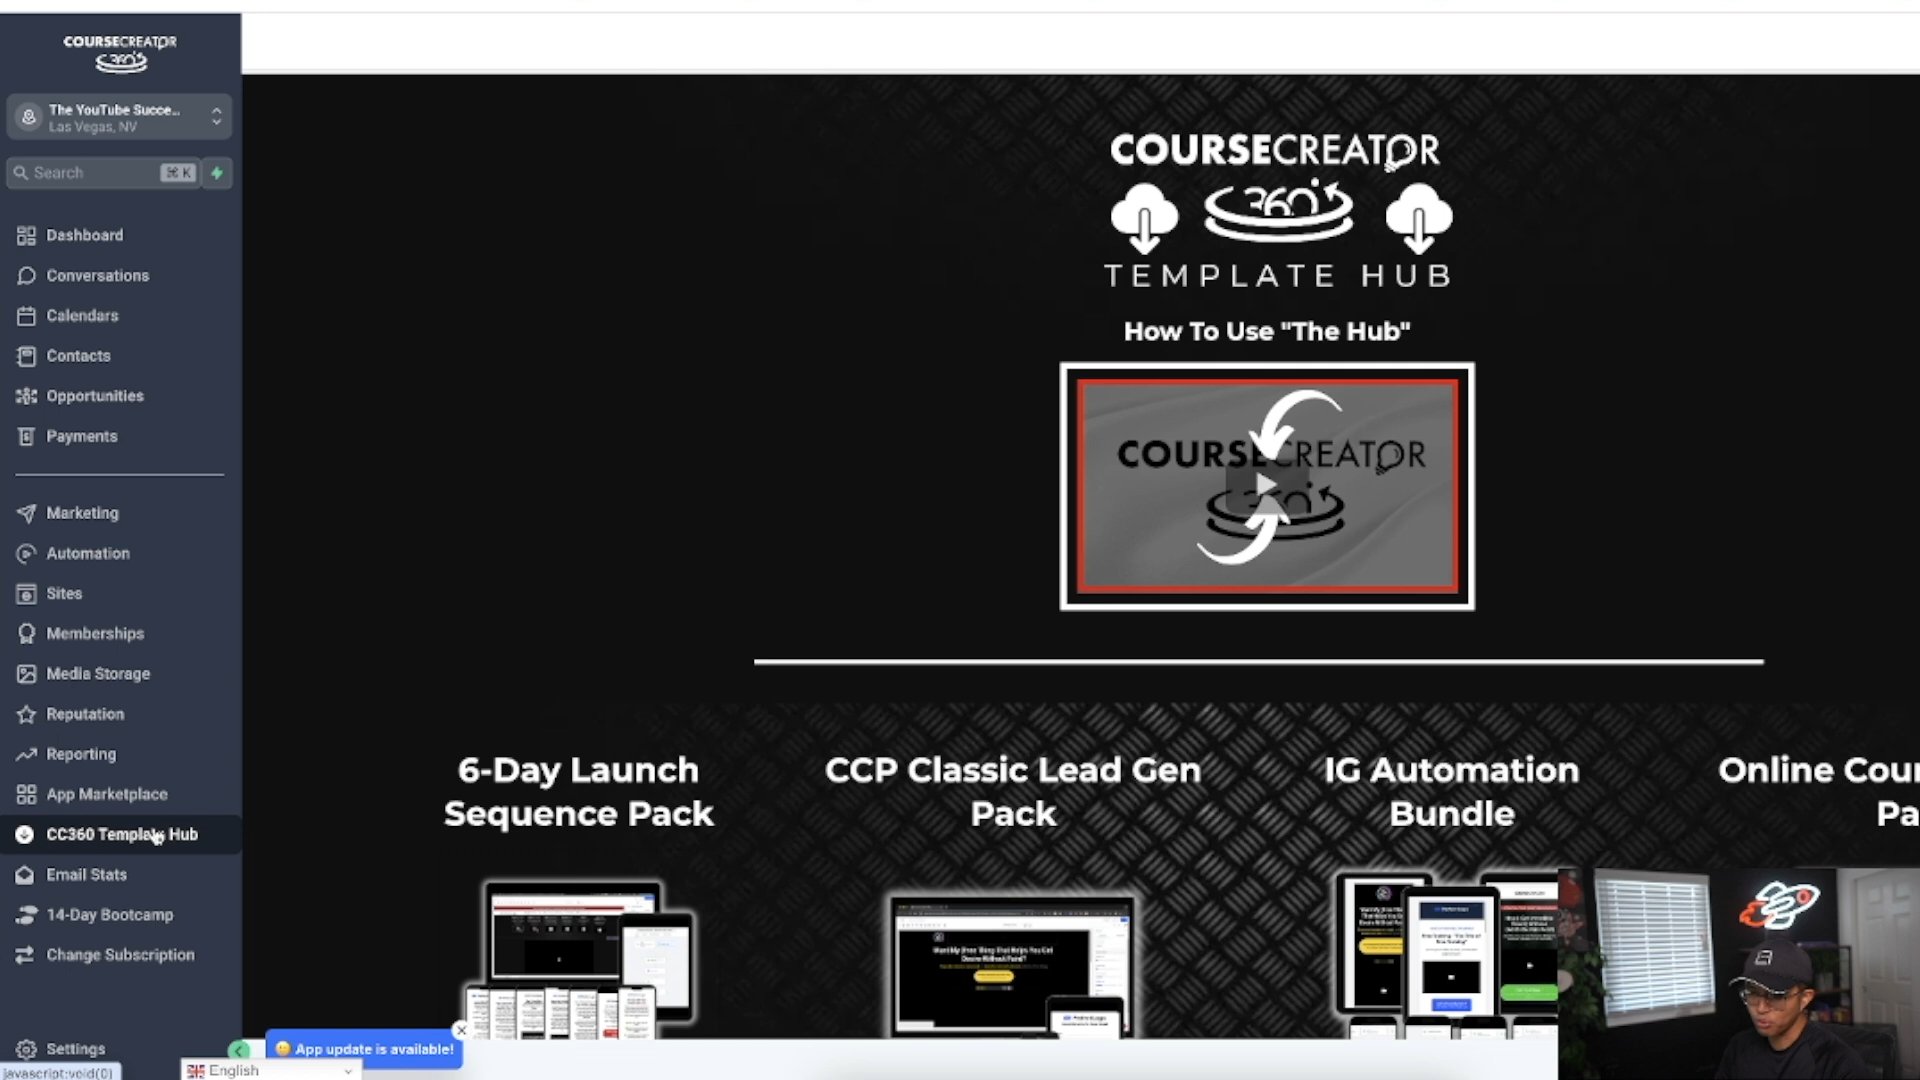 COURSECREATOR
360°
The YouTube Succe...
Las Vegas, NV
Search
⌘ K
Dashboard
Conversations
Calendars
Contacts
Opportunities
Payments
Marketing
Automation
Sites
Memberships
Media Storage
Reputation
Reporting
App Marketplace
CC360 Template Hub
Email Stats
14-Day Bootcamp
Change Subscription
Settings
javascript:void(0)
App update is available!
English
COURSECREATOR
360°
TEMPLATE HUB
How To Use "The Hub"
COURSECREATOR
360°
6-Day Launch
Sequence Pack
CCP Classic Lead Gen
Pack
IG Automation
Bundle
Online Cour
Pa